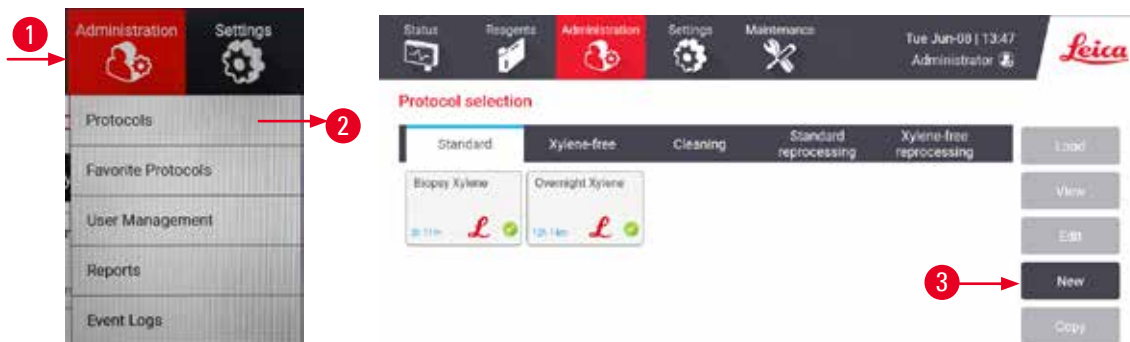 1
Administration
Settings
Protocols
2
Favorite Protocols
User Management
Reports
Event Logs
Status
Reagents
Administration
Settings
Maintenance
Tue Jun-08 | 13:47
Administrator
Leica
Protocol selection
Standard
Xylene-free
Cleaning
Standard
reprocessing
Xylene-free
reprocessing
Biopsy Xylene
L
Overnight Xylene
12h 14m
L
Load
View
Edit
3
New
Copy